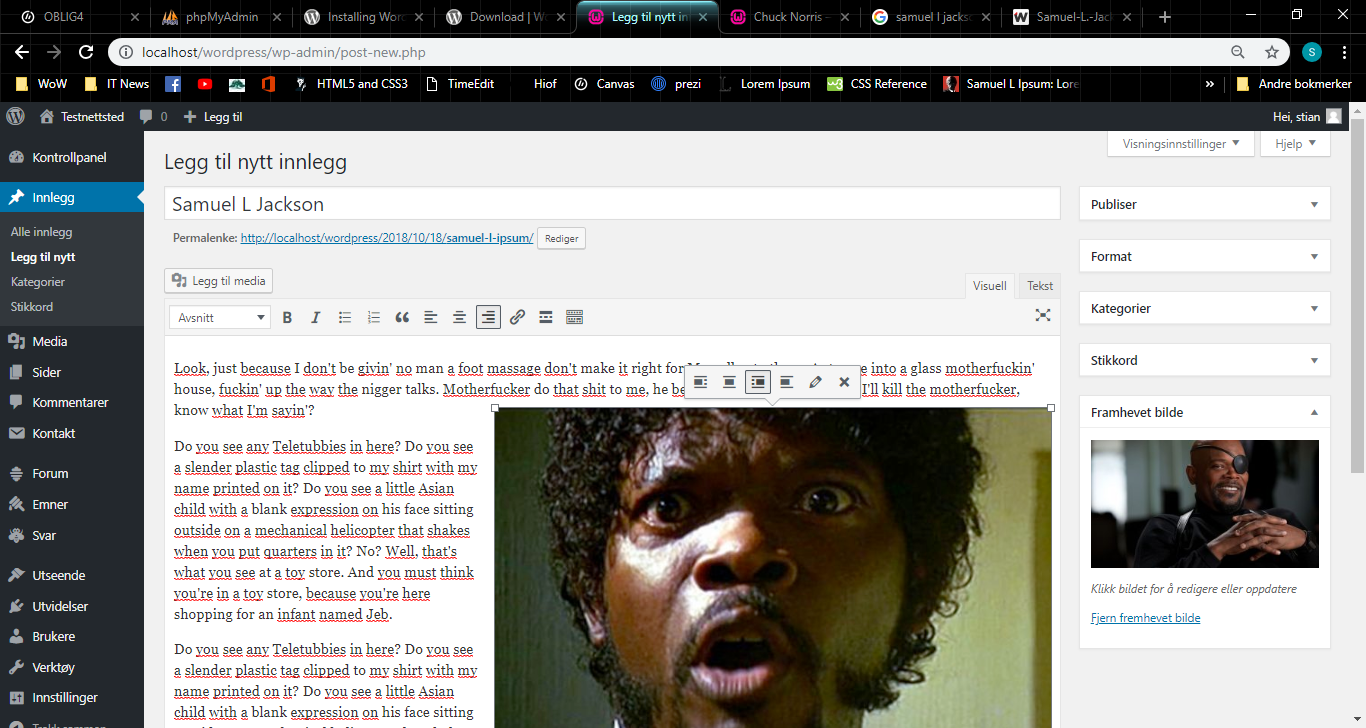 OBLIG4
phpMyAdmin
Installing Word
Download | Wo
Legg til nytt in
Chuck Norris –
samuel l jackso
Samuel-L.-Jack
localhost/wordpress/wp-admin/post-new.php
S
WoW
IT News
HTML5 and CSS3
TimeEdit
Hiof
Canvas
prezi
Lorem Ipsum
CSS Reference
Samuel L Ipsum: Lore
»
Andre bokmerker
Testnettsted
0
Legg til
Hei, stian
Kontrollpanel
Innlegg
Alle innlegg
Legg til nytt
Kategorier
Stikkord
Media
Sider
Kommentarer
Kontakt
Forum
Emner
Svar
Utseende
Utvidelser
Brukere
Verktøy
Innstillinger
Visningsinnstillinger
Hjelp
Legg til nytt innlegg
Samuel L Jackson
Permalenke: http://localhost/wordpress/2018/10/18/samuel-l-ipsum/ Rediger
Legg til media
Visuell
Tekst
Avsnitt
B I
Look, just because I don't be givin' no man a foot massage don't make it right for into a glass motherfuckin'
house, fuckin' up the way the nigger talks. Motherfucker do that shit to me, he I'll kill the motherfucker,
know what I'm sayin'?
Do you see any Teletubbies in here? Do you see
a slender plastic tag clipped to my shirt with my
name printed on it? Do you see a little Asian
child with a blank expression on his face sitting
outside on a mechanical helicopter that shakes
when you put quarters in it? No? Well, that's
what you see at a toy store. And you must think
you're in a toy store, because you're here
shopping for an infant named Jeb.
Do you see any Teletubbies in here? Do you see
a slender plastic tag clipped to my shirt with my
name printed on it? Do you see a little Asian
child with a blank expression on his face sitting
Publiser
Format
Kategorier
Stikkord
Framhevet bilde
Klikk bildet for å redigere eller oppdatere
Fjern fremhevet bilde